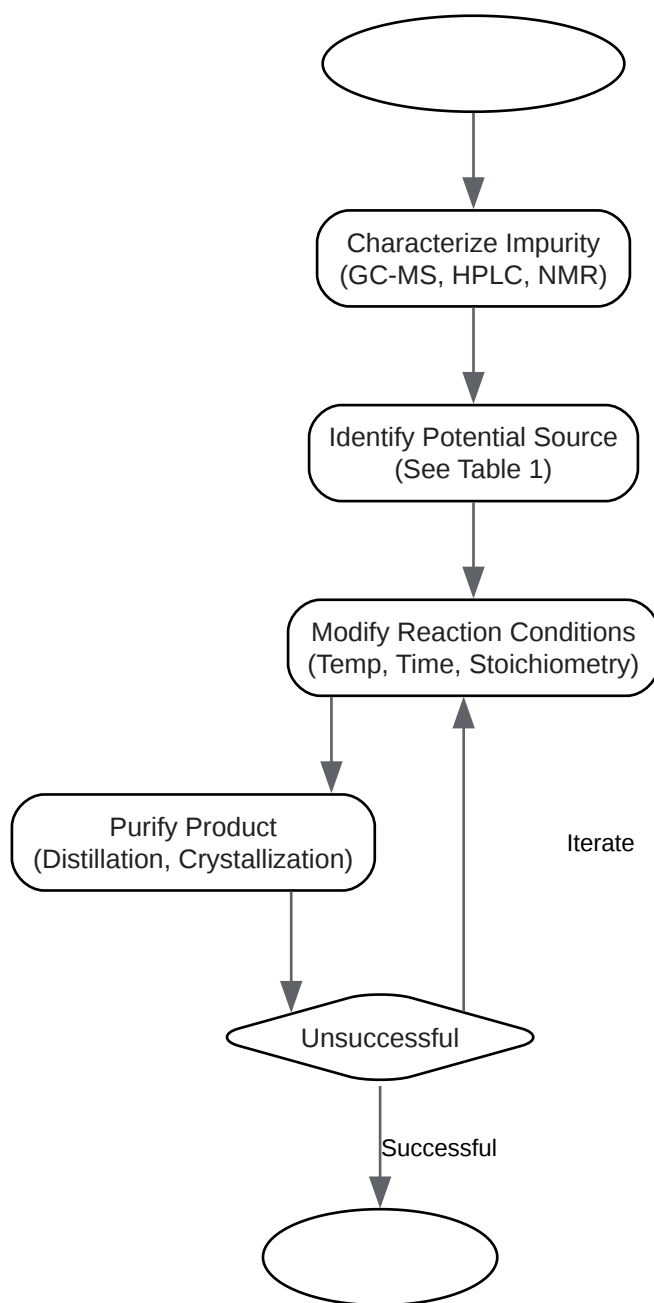 Characterize Impurity
(GC-MS, HPLC, NMR)
Identify Potential Source
(See Table 1)
Modify Reaction Conditions
(Temp, Time, Stoichiometry)
Purify Product
(Distillation, Crystallization)
Iterate
Unsuccessful
Successful